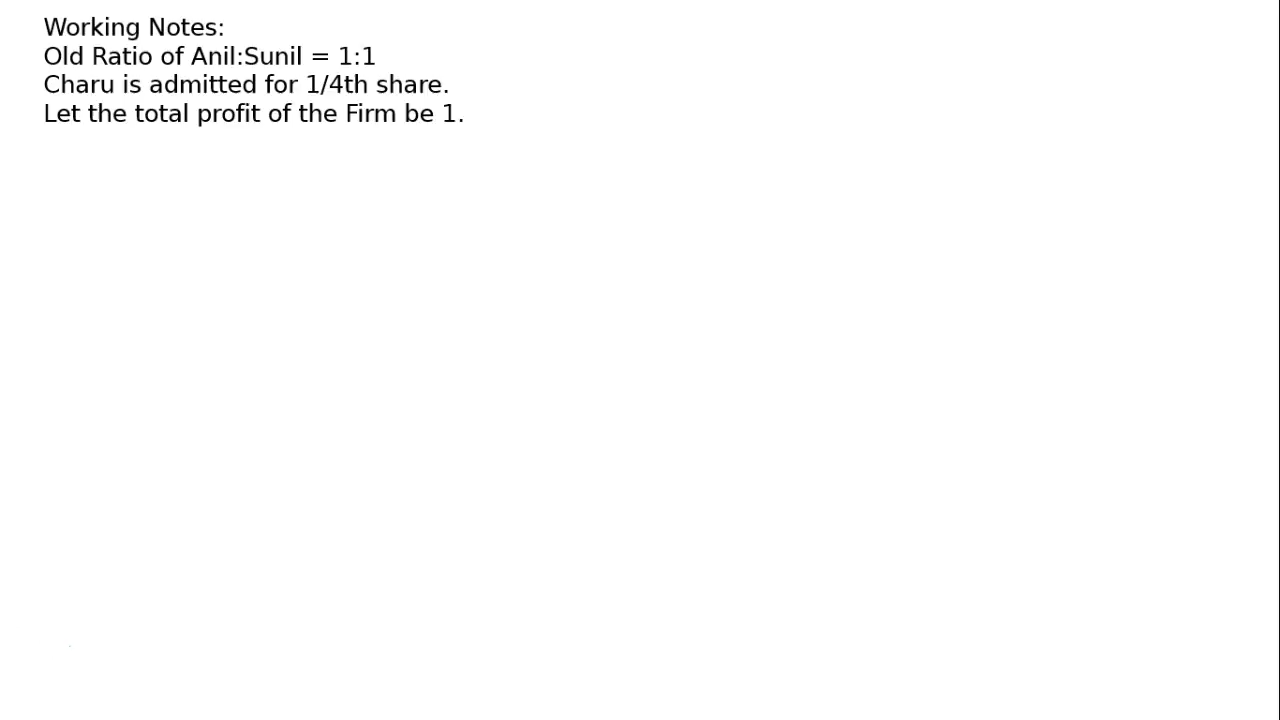 Working Notes:
Old Ratio of Anil:Sunil = 1:1
Charu is admitted for 1/4th share.
Let the total profit of the Firm be 1.